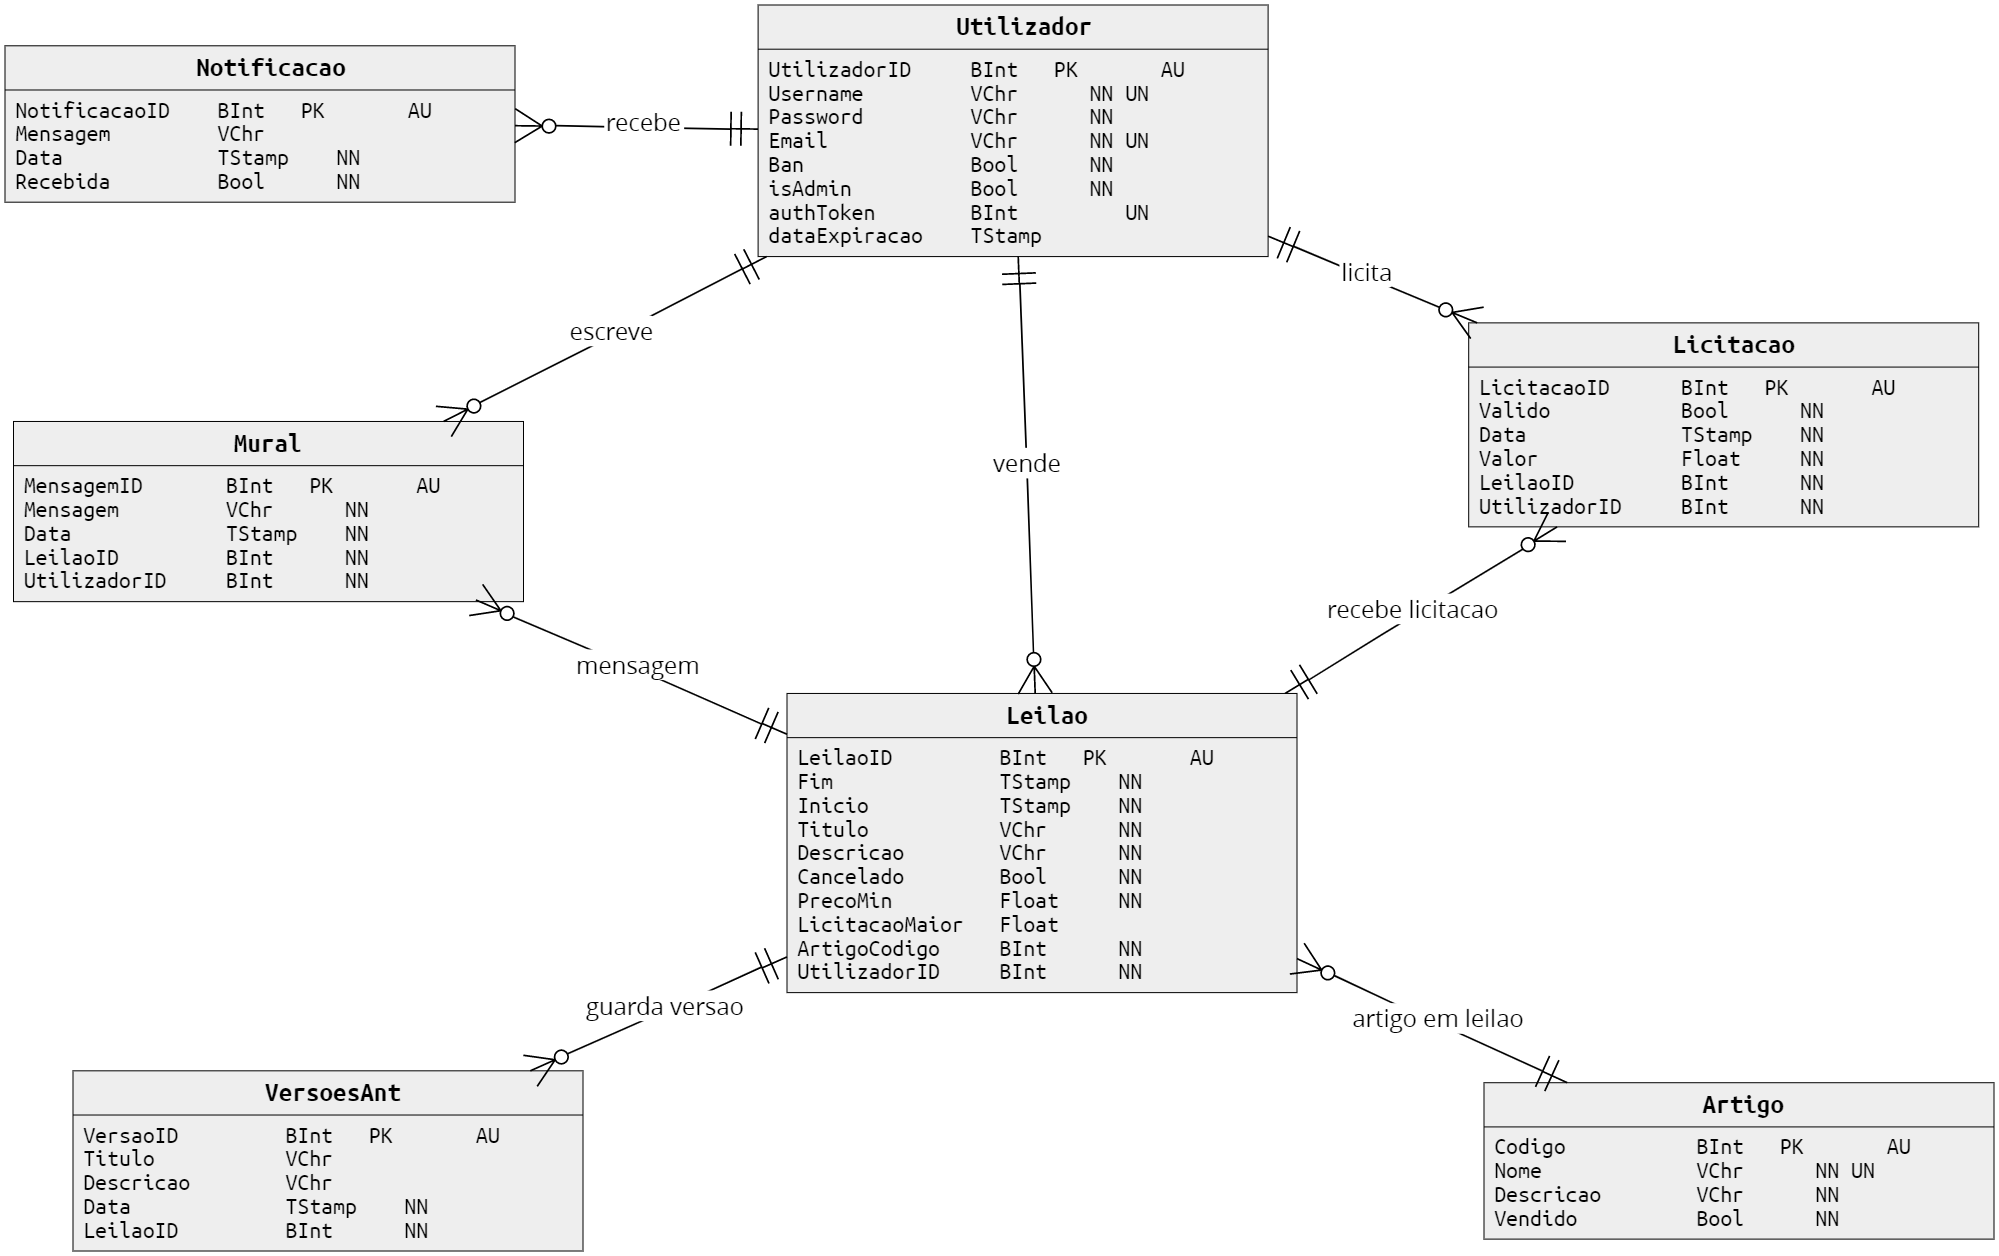 Utilizador
UtilizadorID BInt PK AU
Username VChr NN UN
Password VChr NN
Email VChr NN UN
Ban Bool NN
isAdmin Bool NN
authToken BInt UN
dataExpiracao TStamp
Notificacao
NotificacaoID BInt PK AU
Mensagem VChr
Data TStamp NN
Recebida Bool NN
recebe
licita
escreve
vende
Licitacao
LicitacaoID BInt PK AU
Valido Bool NN
Data TStamp NN
Valor Float NN
LeilaoID BInt NN
UtilizadorID BInt NN
Mural
MensagemID BInt PK AU
Mensagem VChr NN
Data TStamp NN
LeilaoID BInt NN
UtilizadorID BInt NN
recebe licitacao
mensagem
Leilao
LeilaoID BInt PK AU
Fim TStamp NN
Inicio TStamp NN
Titulo VChr NN
Descricao VChr NN
Cancelado Bool NN
PrecoMin Float NN
LicitacaoMaior Float
ArtigoCodigo BInt NN
UtilizadorID BInt NN
guarda versao
artigo em leilao
VersoesAnt
VersaoID BInt PK AU
Titulo VChr
Descricao VChr
Data TStamp NN
LeilaoID BInt NN
Artigo
Codigo BInt PK AU
Nome VChr NN UN
Descricao VChr NN
Vendido Bool NN